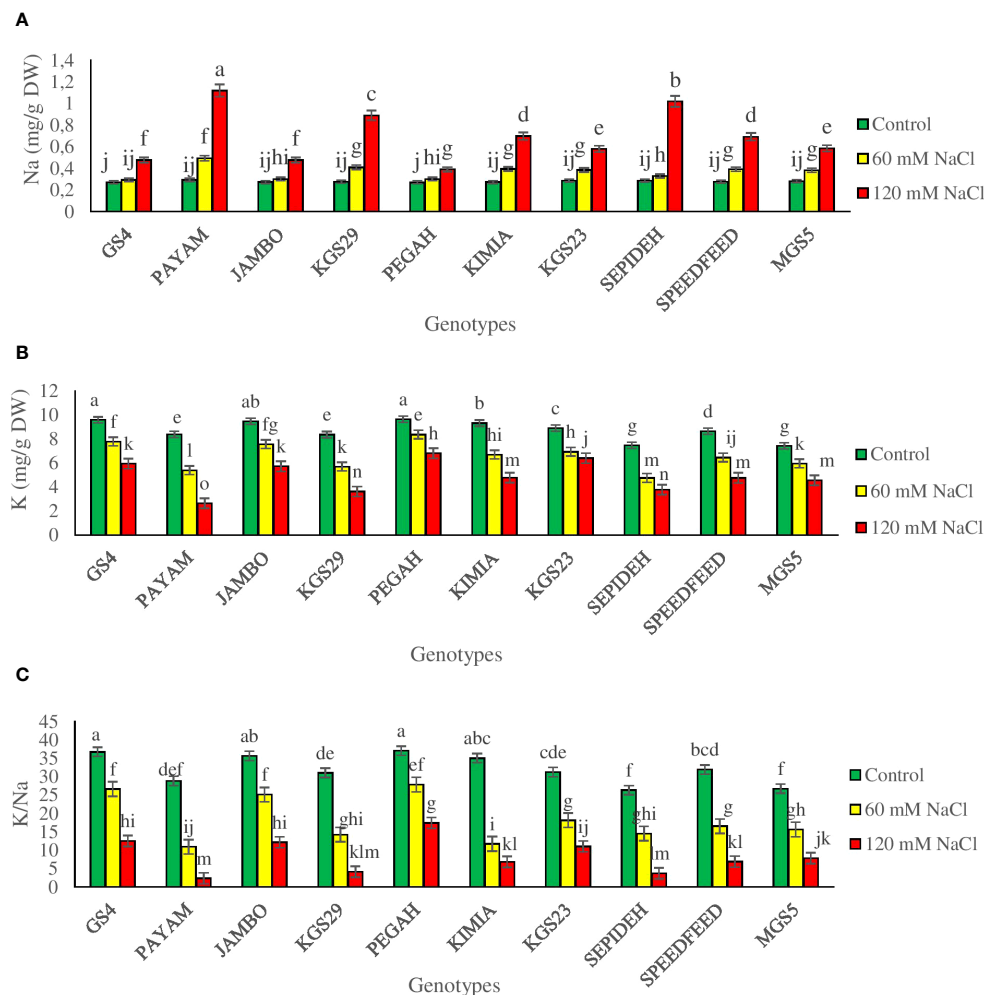 A
Na (mg/g DW)
1,4
1,2
1
0,8
0,6
0,4
0,2
0
j ij f
ij f a
ij hi f
ij g c
j hi g
ij g d
ij g e
ij h b
ij g d
ij g e
GS4
PAYAM
JAMBO
KGS29
PEGAH
KIMIA
KGS23
SEPIDEH
SPEEDFEED
MGS5
Genotypes
Control
60 mM NaCl
120 mM NaCl
B
K (mg/g DW)
12
10
8
6
4
2
0
a f k
e l o
ab fg k
e k n
a e h
b hi m
c h j
g m n
d ij m
g k m
GS4
PAYAM
JAMBO
KGS29
PEGAH
KIMIA
KGS23
SEPIDEH
SPEEDFEED
MGS5
Genotypes
Control
60 mM NaCl
120 mM NaCl
C
K/Na
45
40
35
30
25
20
15
10
5
0
a f hi
def ij m
ab f hi
de ghi klm
a ef g
abc i kl
cde g ij
f ghi lm
bcd g kl
f gh jk
GS4
PAYAM
JAMBO
KGS29
PEGAH
KIMIA
KGS23
SEPIDEH
SPEEDFEED
MGS5
Genotypes
Control
60 mM NaCl
120 mM NaCl